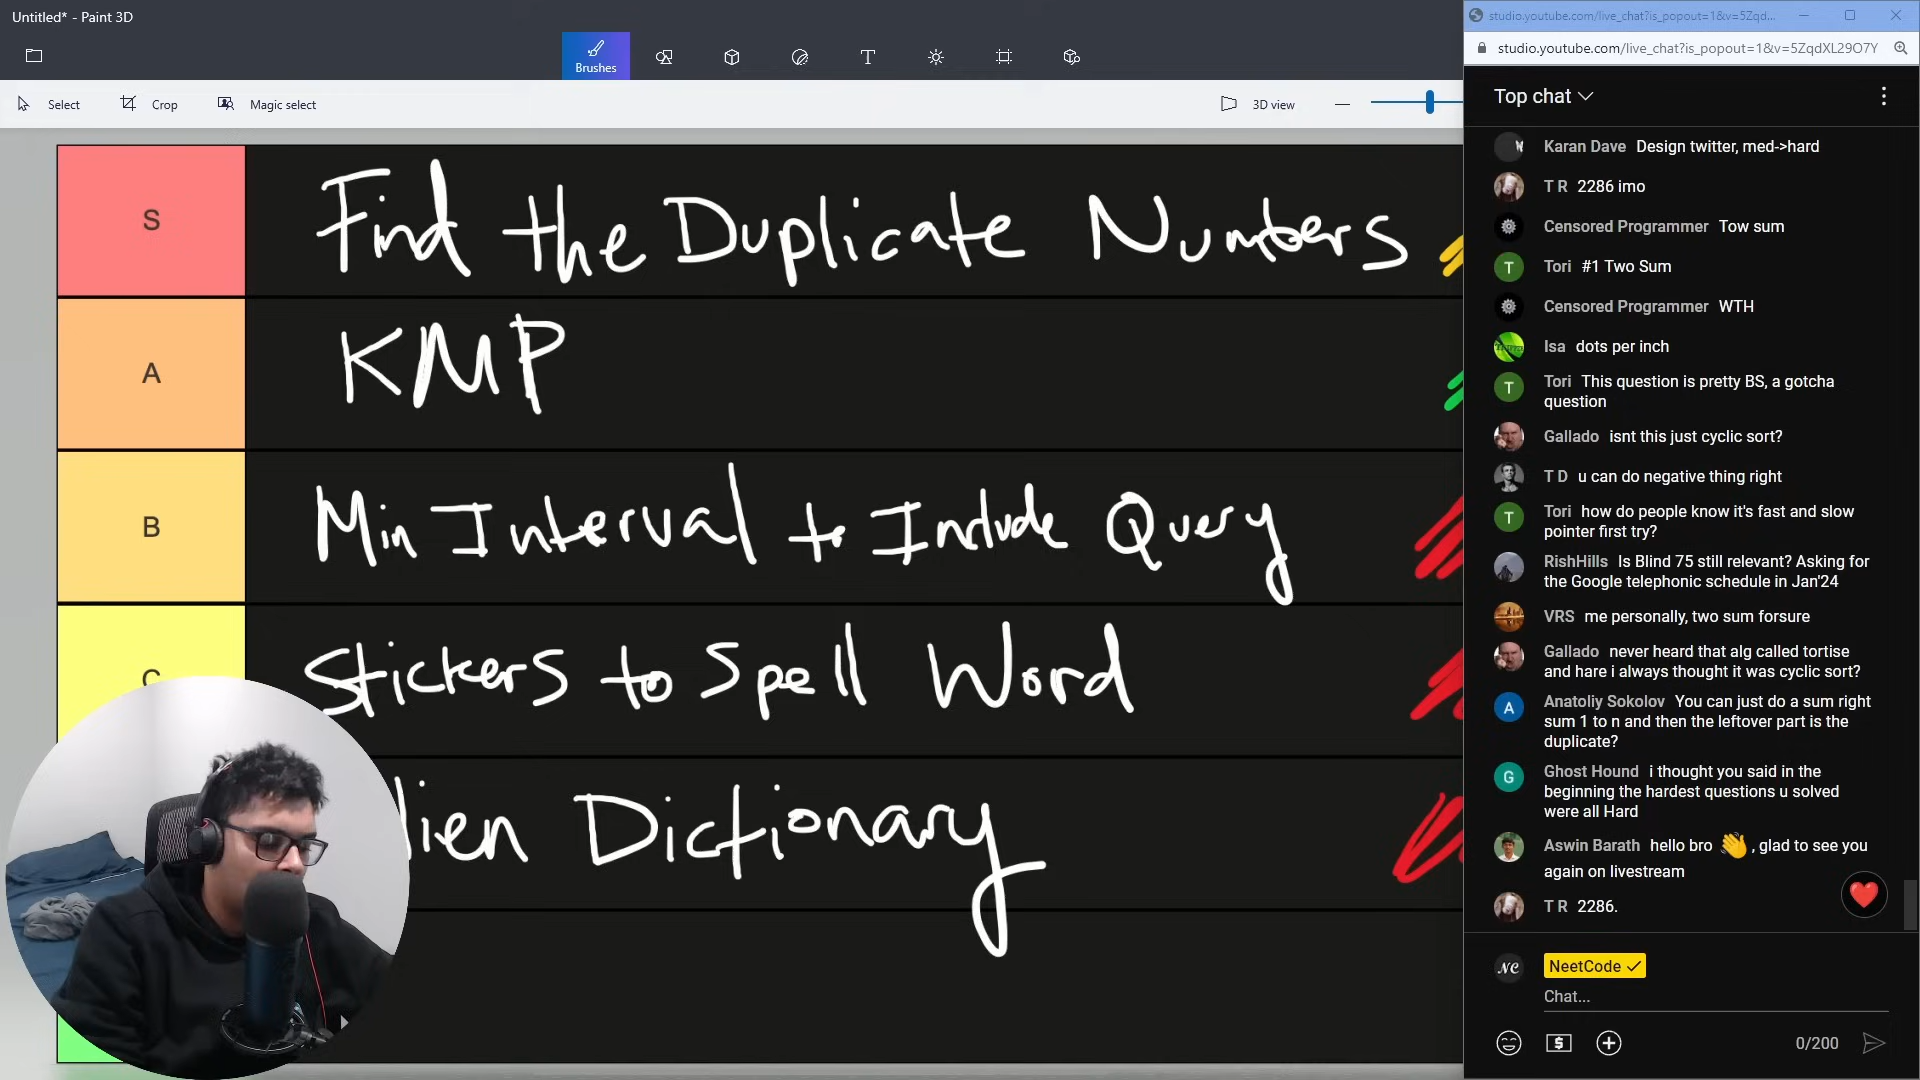 Untitled* - Paint 3D
Brushes
Select
Crop
Magic select
3D view
S
Find the Duplicate Numbers
A
KMP
B
Min Interval to Include Query
C
Stickers to Spell Word
lien Dictionary
studio.youtube.com/live_chat?is_popout=1&v=5Zqd...
studio.youtube.com/live_chat?is_popout=1&v=5ZqdXL29O7Y
Top chat
Karan Dave Design twitter, med->hard
T R 2286 imo
Censored Programmer Tow sum
T
Tori #1 Two Sum
Censored Programmer WTH
Isa dots per inch
T
Tori This question is pretty BS, a gotcha
question
Gallado isnt this just cyclic sort?
T D u can do negative thing right
T
Tori how do people know it's fast and slow
pointer first try?
RishHills Is Blind 75 still relevant? Asking for
the Google telephonic schedule in Jan'24
VRS me personally, two sum forsure
Gallado never heard that alg called tortise
and hare i always thought it was cyclic sort?
A
Anatoliy Sokolov You can just do a sum right
sum 1 to n and then the leftover part is the
duplicate?
G
Ghost Hound i thought you said in the
beginning the hardest questions u solved
were all Hard
Aswin Barath hello bro 👋, glad to see you
again on livestream
T R 2286.
NC
NeetCode
Chat...
0/200